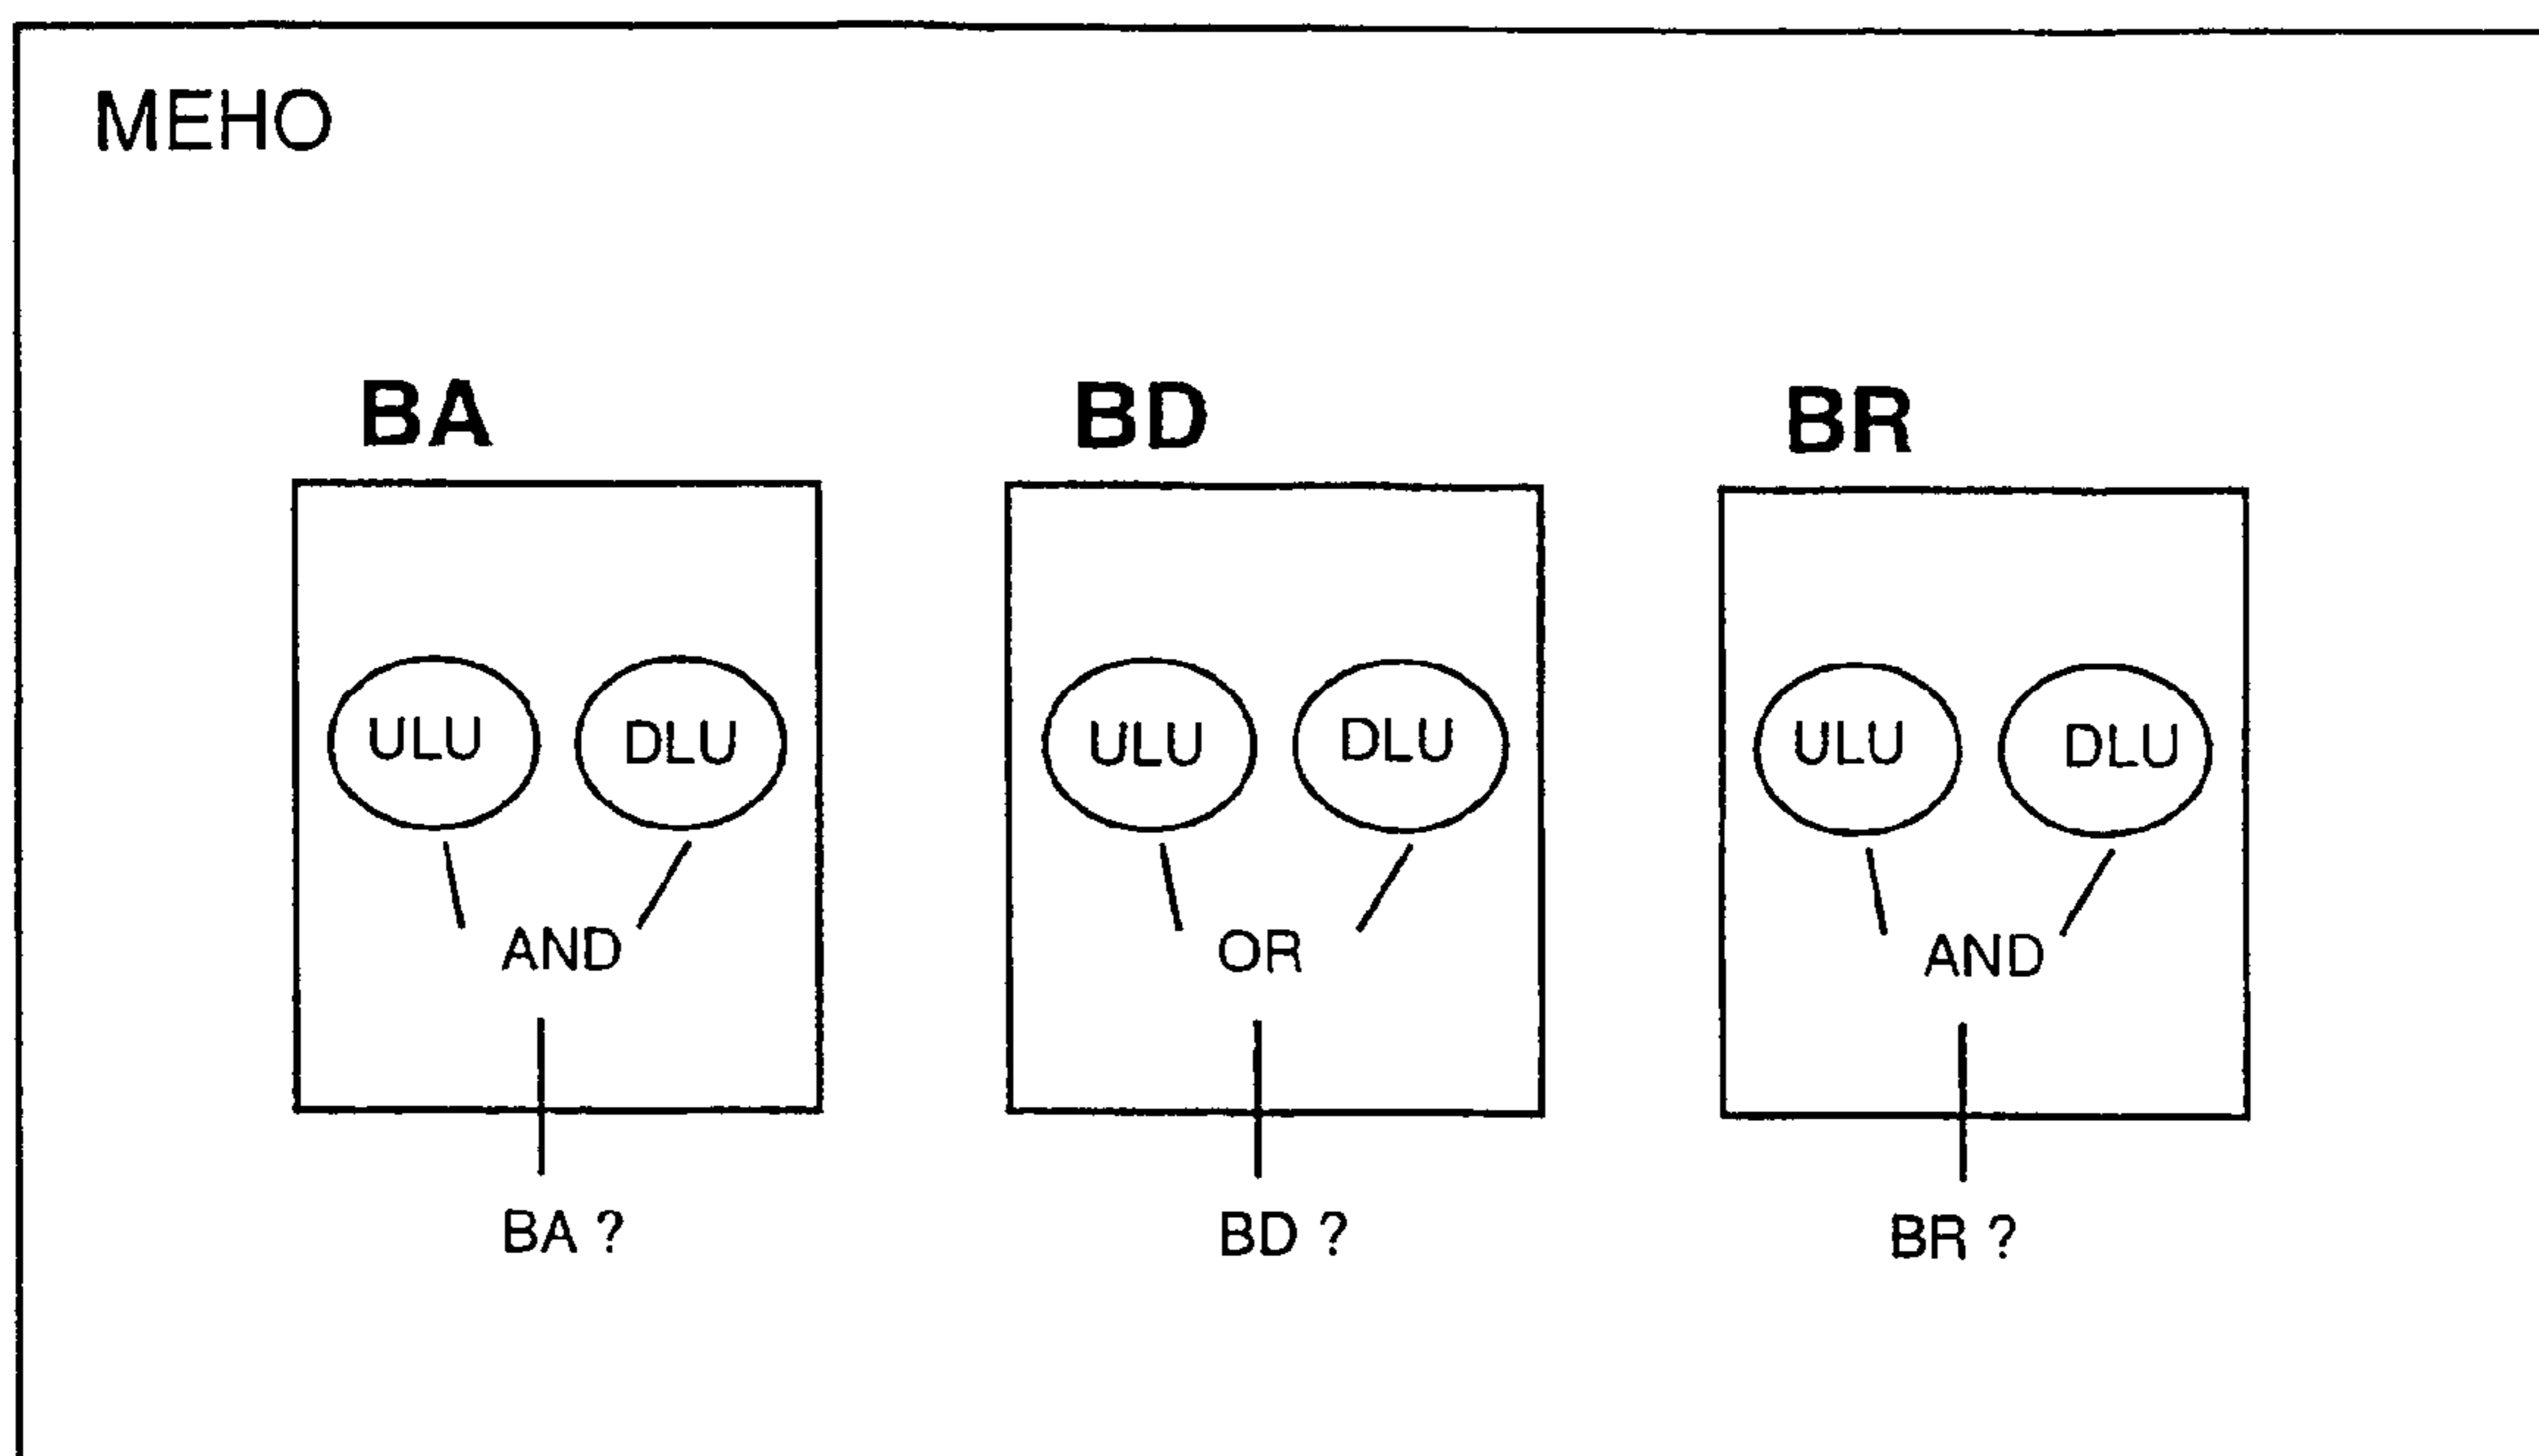 MEHO
BA BD BR
ULU DLU ULU DLU ULU DLU
AND OR AND
BA ? BD ? BR ?